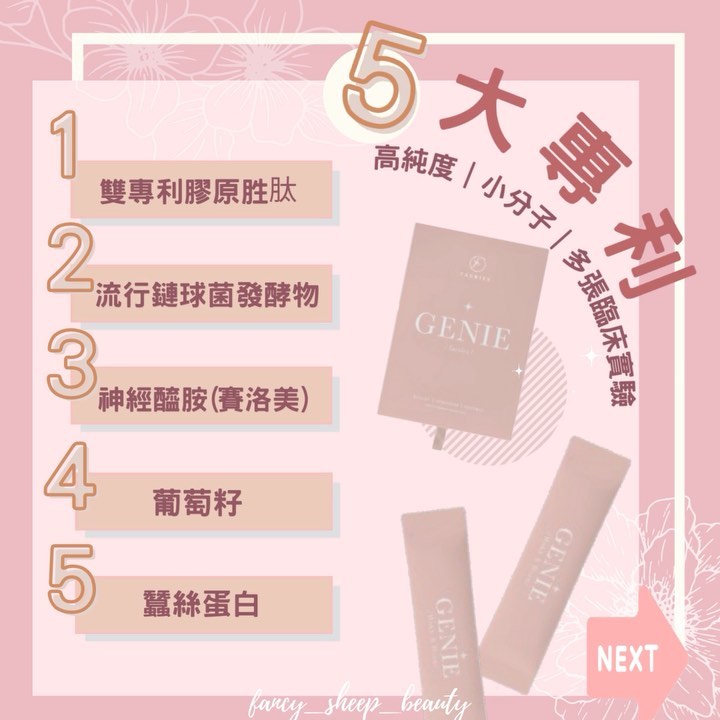 5大專利
高純度 | 小分子 | 多張臨床實驗
1
雙專利膠原胜肽
2
流行鏈球菌發酵物
3
神經醯胺(賽洛美)
4
葡萄籽
5
蠶絲蛋白
GENIE
GENIE
GENIE
NEXT
fancy_sheep_beauty